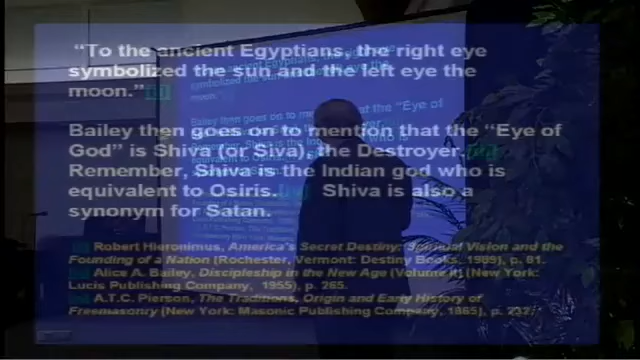 “To the ancient Egyptians, the right eye
symbolized the sun and the left eye the
moon.”
Bailey then goes on to mention that the “Eye of
God” is Shiva (or Siva), the Destroyer.
Remember, Shiva is the Indian god who is
equivalent to Osiris. Shiva is also a
synonym for Satan.
Robert Hieronimus, America's Secret Destiny: Spiritual Vision and the
Founding of a Nation (Rochester, Vermont: Destiny Books, 1989), p. 81.
Alice A. Bailey, Discipleship in the New Age (Volume II) (New York:
Lucis Publishing Company, 1955), p. 265.
A.T.C. Pierson, The Traditions, Origin and Early History of
Freemasonry (New York: Masonic Publishing Company, 1865), p. 232.